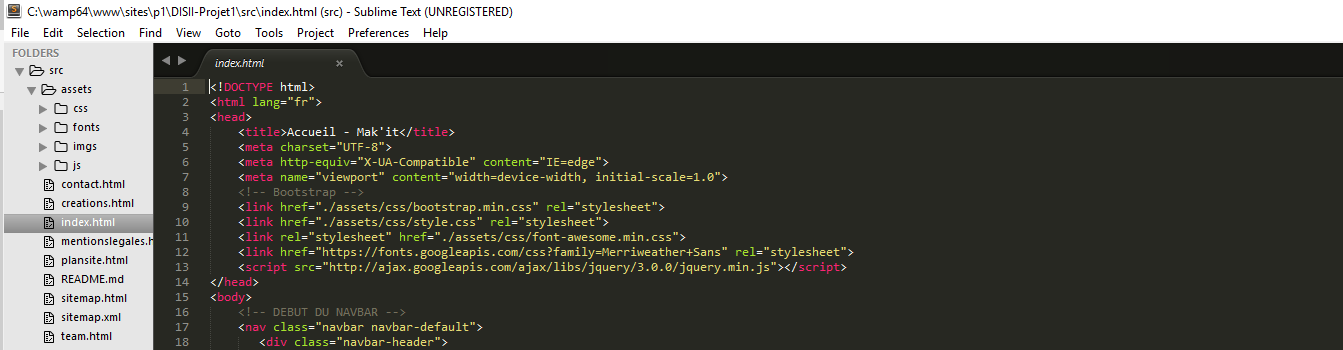 C:\wamp64\www\sites\p1\DISII-Projet1\src\index.html (src) - Sublime Text (UNREGISTERED)
File Edit Selection Find View Goto Tools Project Preferences Help
FOLDERS
src
assets
css
fonts
imgs
js
contact.html
creations.html
index.html
mentionslegales.h
plansite.html
README.md
sitemap.html
sitemap.xml
team.html
index.html ×
1 <!DOCTYPE html>
2 <html lang="fr">
3 <head>
4 <title>Accueil - Mak'it</title>
5 <meta charset="UTF-8">
6 <meta http-equiv="X-UA-Compatible" content="IE=edge">
7 <meta name="viewport" content="width=device-width, initial-scale=1.0">
8 <!-- Bootstrap -->
9 <link href="./assets/css/bootstrap.min.css" rel="stylesheet">
10 <link href="./assets/css/style.css" rel="stylesheet">
11 <link rel="stylesheet" href="./assets/css/font-awesome.min.css">
12 <link href="https://fonts.googleapis.com/css?family=Merriweather+Sans" rel="stylesheet">
13 <script src="http://ajax.googleapis.com/ajax/libs/jquery/3.0.0/jquery.min.js"></script>
14 </head>
15 <body>
16 <!-- DEBUT DU NAVBAR -->
17 <nav class="navbar navbar-default">
18 <div class="navbar-header">